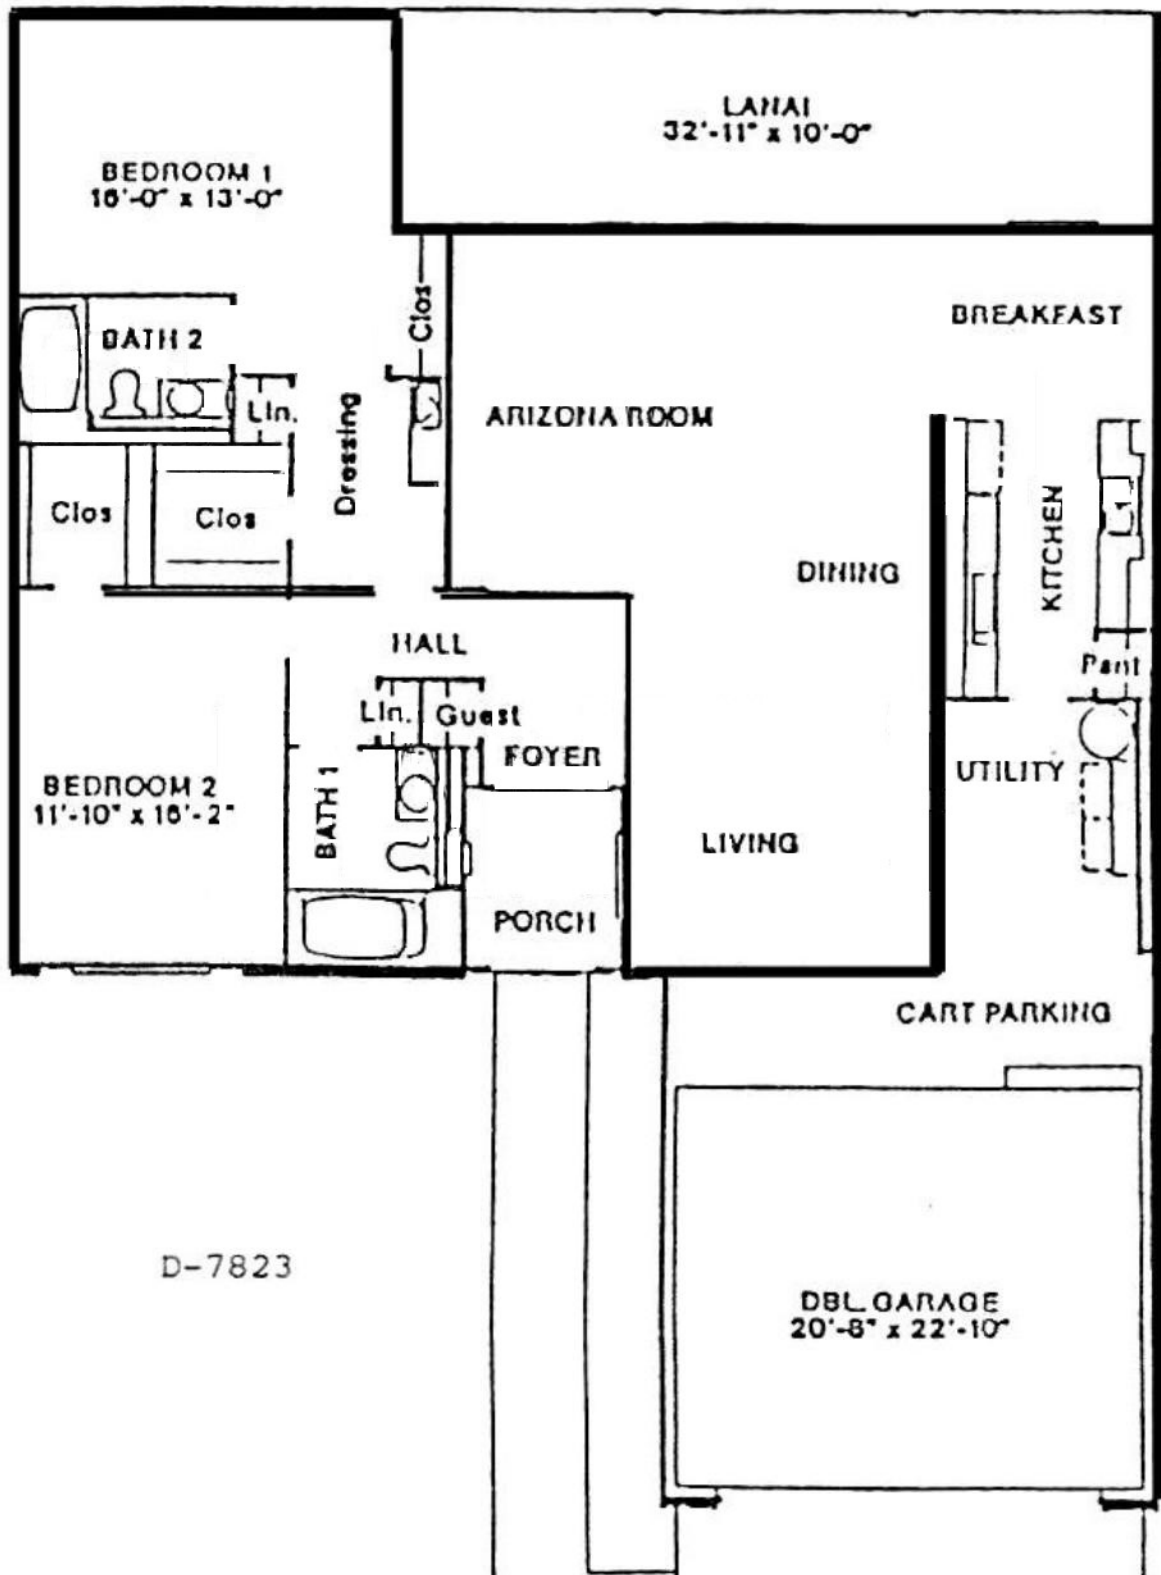 LANAI
32'-11" x 10'-0"
BEDROOM 1
16'-0" x 13'-0"
Clos
BREAKFAST
BATH 2
Lin.
ARIZONA ROOM
Dressing
Clos
Clos
KITCHEN
DINING
HALL
Pant
Lin.
Guest
FOYER
UTILITY
BEDROOM 2
11'-10" x 16'-2"
BATH 1
LIVING
PORCH
CART PARKING
D-7823
DBL. GARAGE
20'-8" x 22'-10"